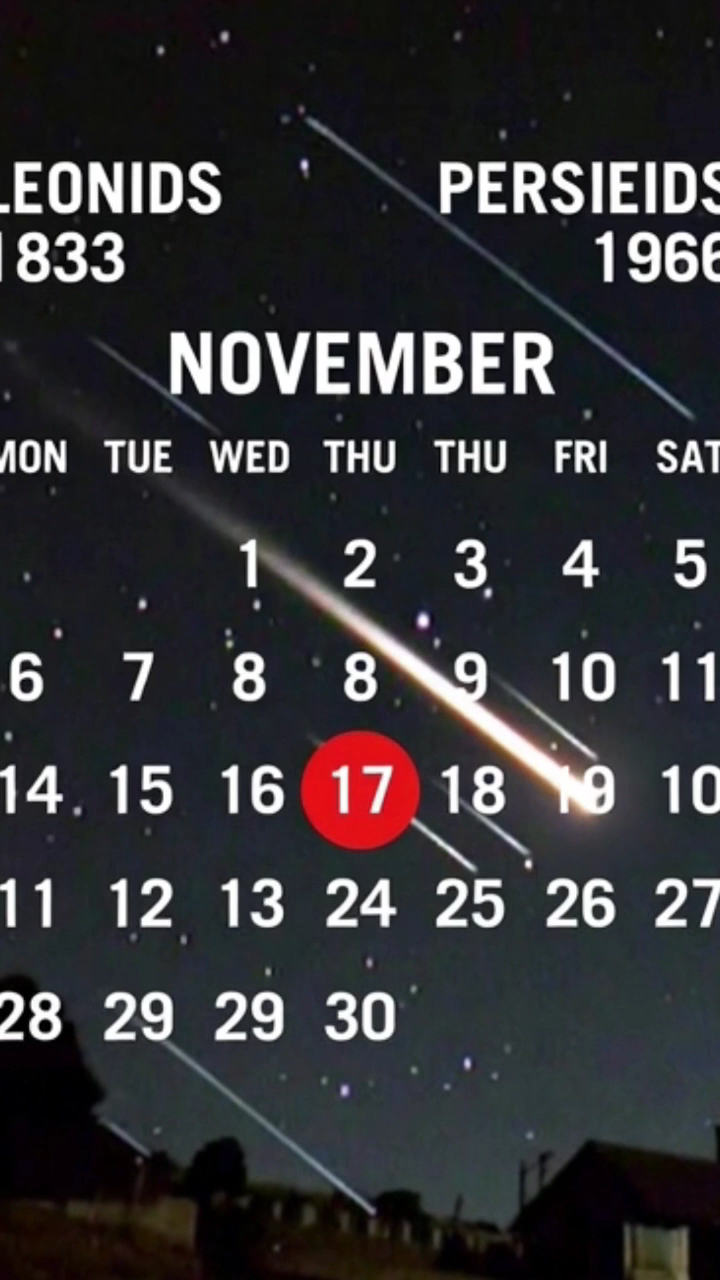 LEONIDS PERSIEIDS
1833 1966
NOVEMBER
MON TUE WED THU THU FRI SAT
1 2 3 4 5
6 7 8 8 9 10 11
14 15 16 17 18 19 10
11 12 13 24 25 26 27
28 29 29 30